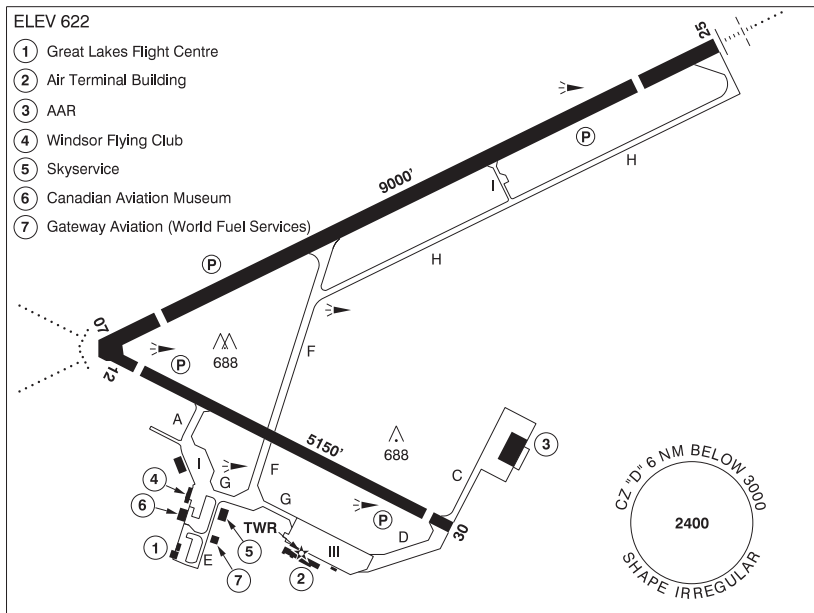 ELEV 622
1 Great Lakes Flight Centre
2 Air Terminal Building
3 AAR
4 Windsor Flying Club
5 Skyservice
6 Canadian Aviation Museum
7 Gateway Aviation (World Fuel Services)
25
P
H
9000'
I
H
P
07
F
688
P
12
A
5150'
688
3
C
I
G
F
4
G
P
30
6
TWR
III
D
1
E
5
7
2
CZ "D" 6 NM BELOW 3000
2400
SHAPE IRREGULAR